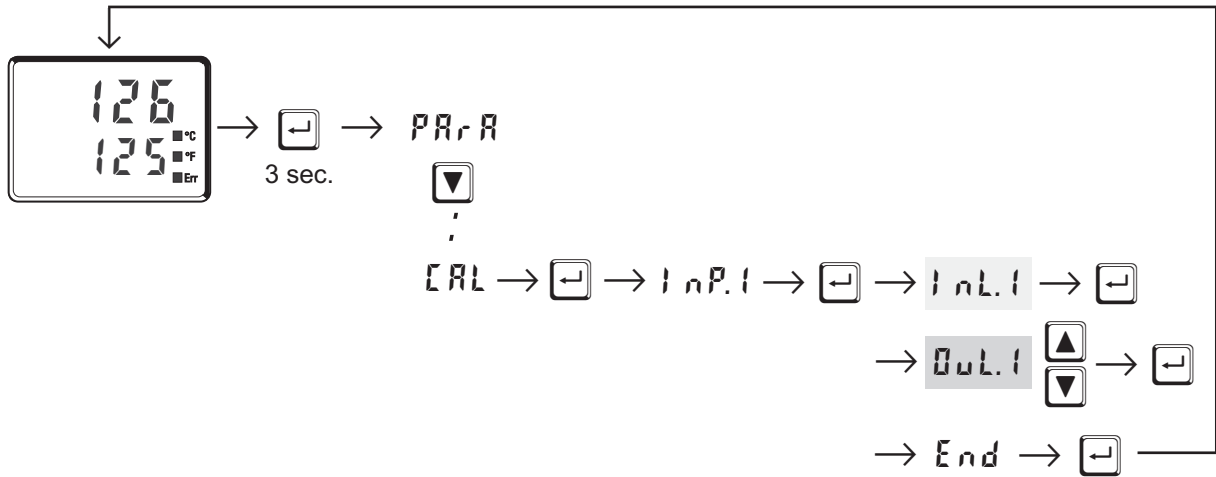 126
°C
125 °F
Err
3 sec.
PArA
CAL InP.1 InL.1
OuL.1
End